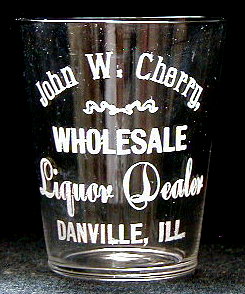 John W. Cherry,
WHOLESALE
Liquor Dealer
DANVILLE, ILL.